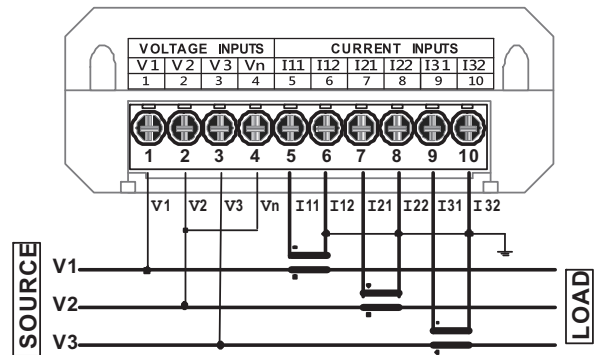 VOLTAGE INPUTS CURRENT INPUTS
V1 V2 V3 Vn I11 I12 I21 I22 I31 I32
1 2 3 4 5 6 7 8 9 10
1 2 3 4 5 6 7 8 9 10
V1 V2 V3 Vn I11 I12 I21 I22 I31 I32
SOURCE
V1
V2
V3
LOAD